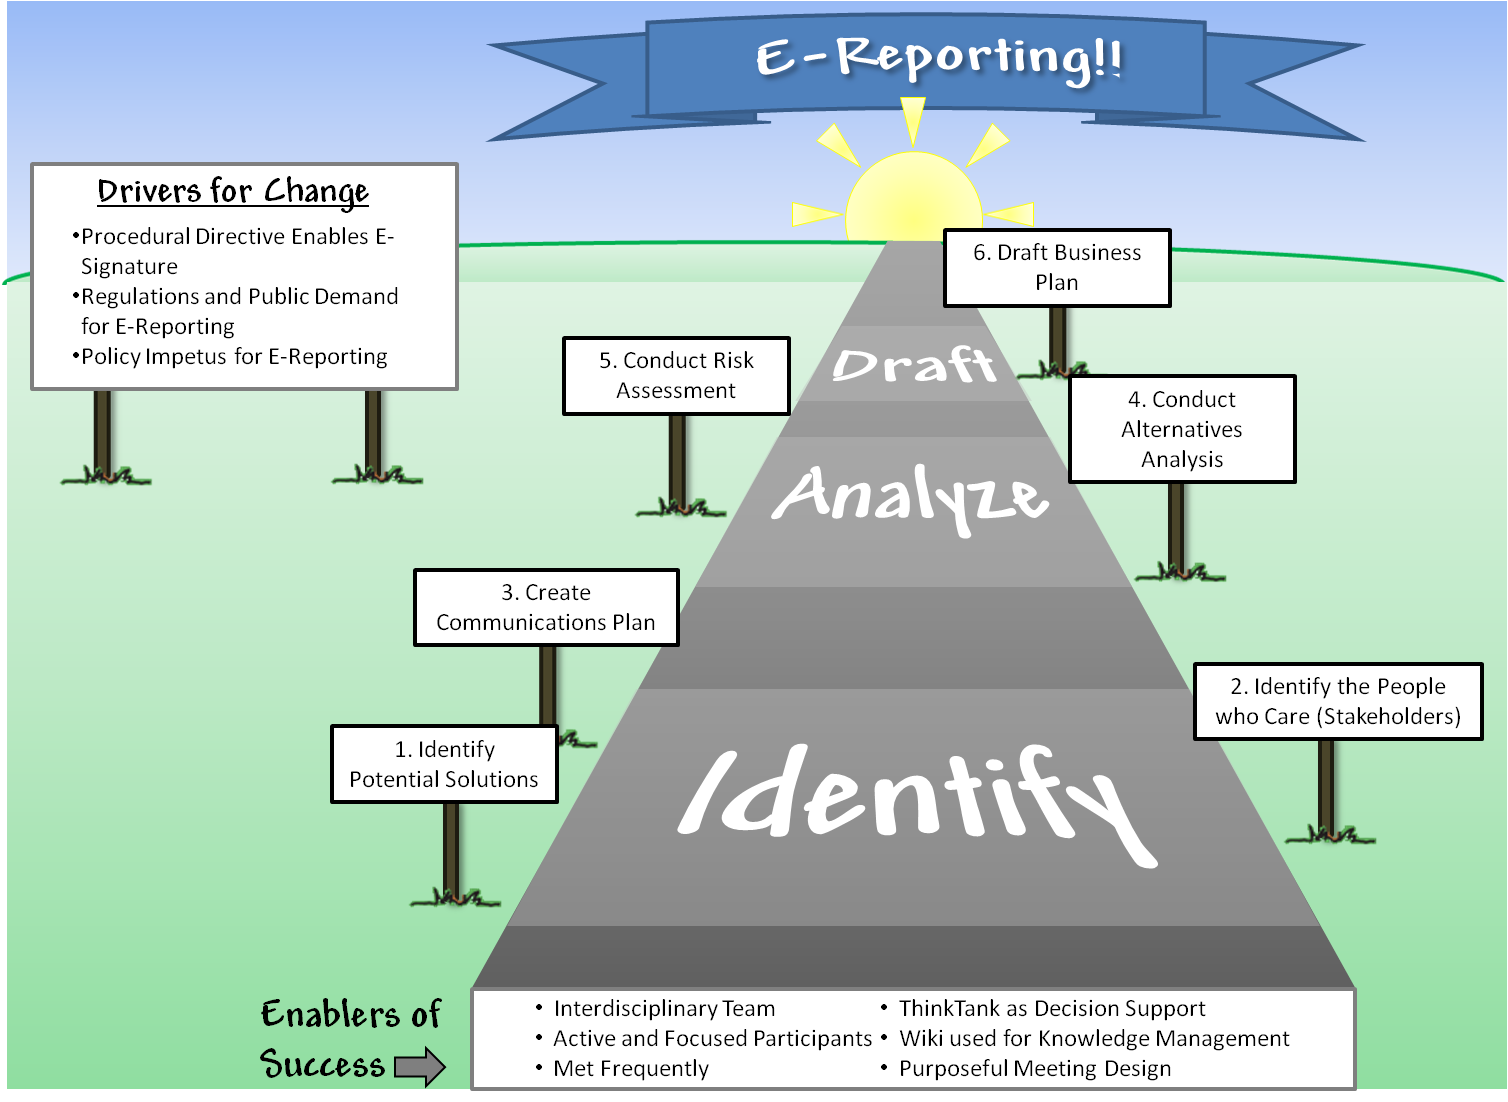 E-Reporting!!
Drivers for Change
•Procedural Directive Enables E-
Signature
•Regulations and Public Demand
for E-Reporting
•Policy Impetus for E-Reporting
6. Draft Business
Plan
5. Conduct Risk
Assessment
Draft
4. Conduct
Alternatives
Analysis
Analyze
3. Create
Communications Plan
2. Identify the People
who Care (Stakeholders)
1. Identify
Potential Solutions
Identify
Enablers of
Success
• Interdisciplinary Team
• Active and Focused Participants
• Met Frequently
• ThinkTank as Decision Support
• Wiki used for Knowledge Management
• Purposeful Meeting Design